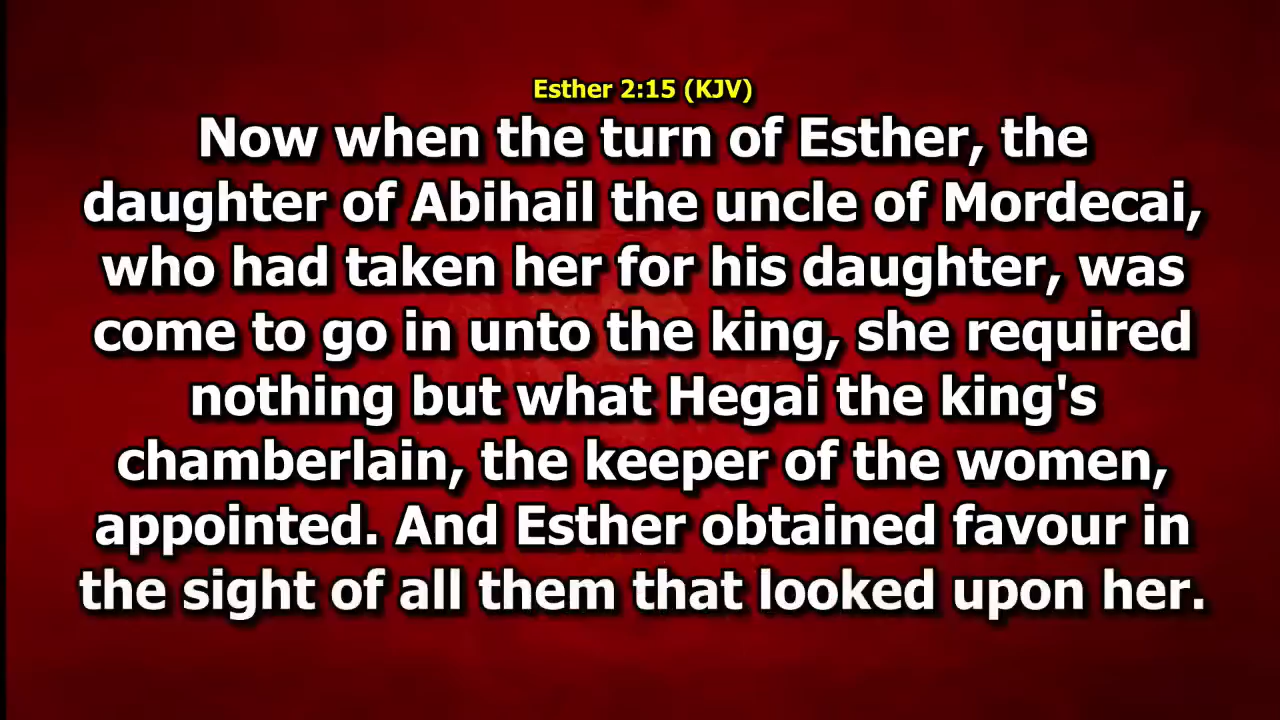 Esther 2:15 (KJV)
Now when the turn of Esther, the
daughter of Abihail the uncle of Mordecai,
who had taken her for his daughter, was
come to go in unto the king, she required
nothing but what Hegai the king's
chamberlain, the keeper of the women,
appointed. And Esther obtained favour in
the sight of all them that looked upon her.